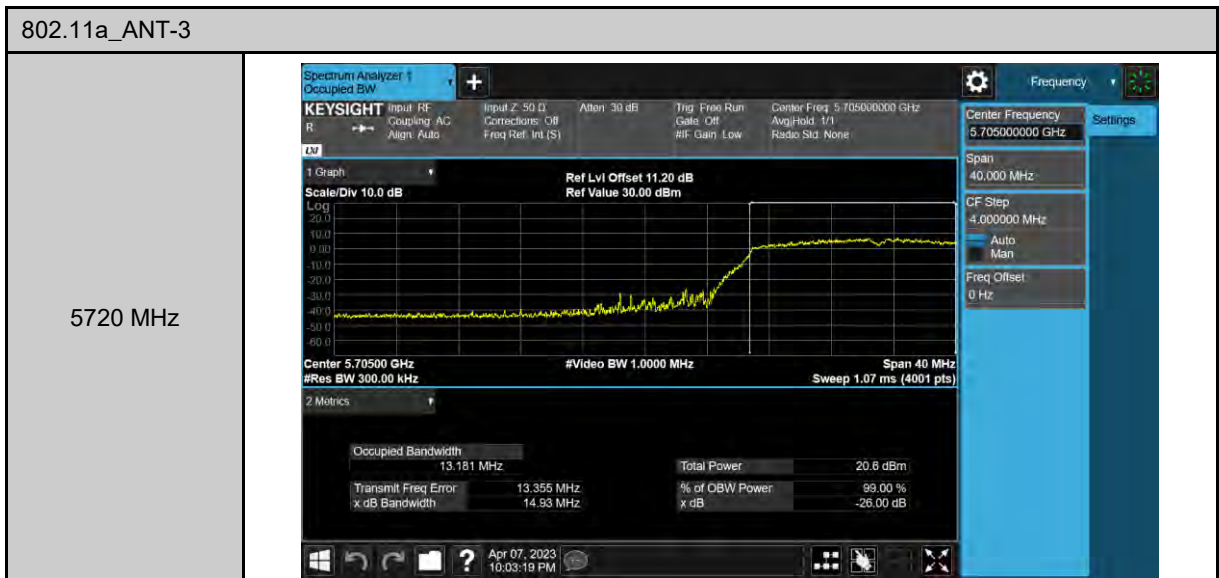 802.11a_ANT-3
5720 MHz
Spectrum Analyzer 1
Occupied BW
Frequency
KEYSIGHT
R
LXI
Input: RF
Coupling: AC
Align: Auto
Input Z: 50 Ω
Corrections: Off
Freq Ref: Int (S)
Atten: 30 dB
Trig: Free Run
Gate: Off
#IF Gain: Low
Center Freq: 5.705000000 GHz
Avg|Hold: 1/1
Radio Std: None
Center Frequency
5.705000000 GHz
Settings
Span
40.000 MHz
CF Step
4.000000 MHz
Auto
Man
Freq Offset
0 Hz
1 Graph
Scale/Div 10.0 dB
Ref Lvl Offset 11.20 dB
Ref Value 30.00 dBm
Log
20.0
10.0
0.00
-10.0
-20.0
-30.0
-40.0
-50.0
-60.0
Center 5.70500 GHz
#Video BW 1.0000 MHz
Span 40 MHz
#Res BW 300.00 kHz
Sweep 1.07 ms (4001 pts)
2 Metrics
Occupied Bandwidth
13.181 MHz
Total Power 20.6 dBm
Transmit Freq Error 13.355 MHz
% of OBW Power 99.00 %
x dB Bandwidth 14.93 MHz
x dB -26.00 dB
?
Apr 07, 2023
10:03:19 PM